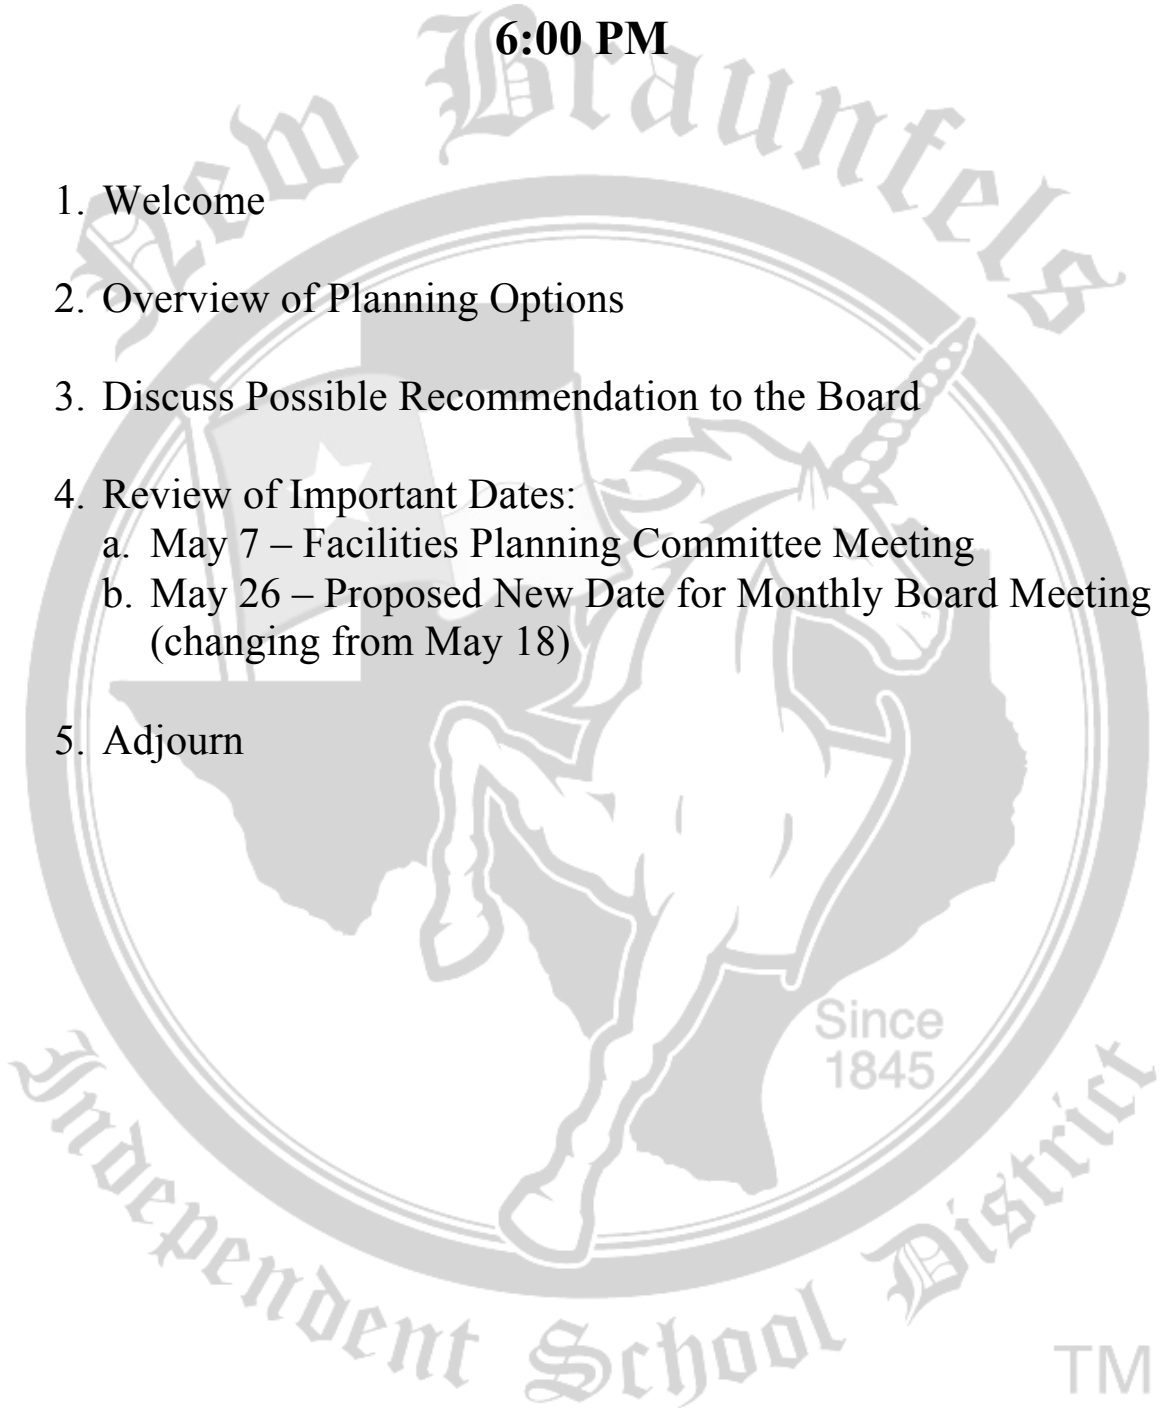 6:00 PM
New Braunfels
1. Welcome
2. Overview of Planning Options
3. Discuss Possible Recommendation to the Board
4. Review of Important Dates:
a. May 7 – Facilities Planning Committee Meeting
b. May 26 – Proposed New Date for Monthly Board Meeting
(changing from May 18)
5. Adjourn
Since
1845
Independent School District
TM